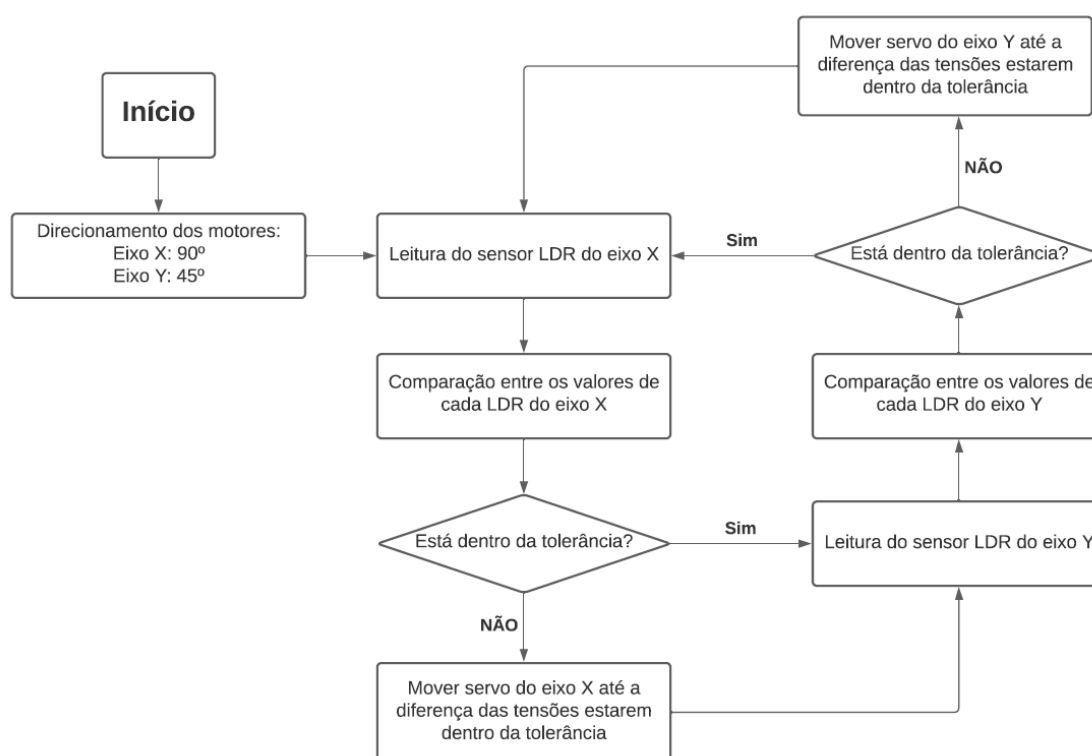 Início
Direcionamento dos motores:
Eixo X: 90º
Eixo Y: 45º
Leitura do sensor LDR do eixo X
Comparação entre os valores de
cada LDR do eixo X
Está dentro da tolerância?
Sim
NÃO
Mover servo do eixo X até a
diferença das tensões estarem
dentro da tolerância
Leitura do sensor LDR do eixo Y
Comparação entre os valores de
cada LDR do eixo Y
Está dentro da tolerância?
Sim
NÃO
Mover servo do eixo Y até a
diferença das tensões estarem
dentro da tolerância